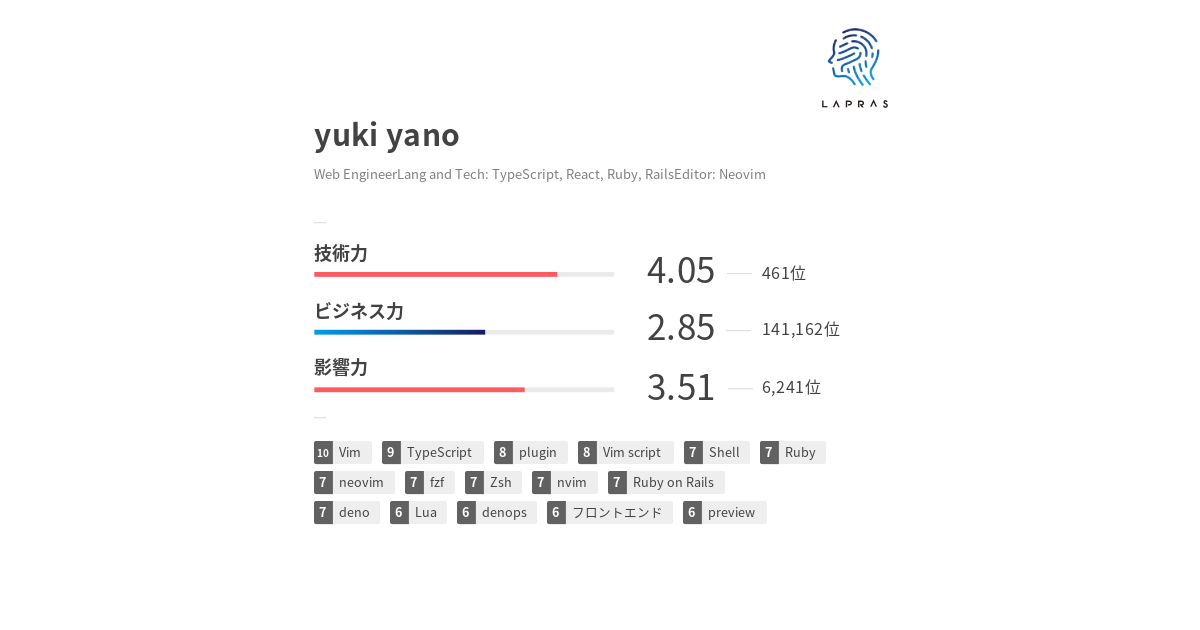 LAPRAS
yuki yano
Web EngineerLang and Tech: TypeScript, React, Ruby, RailsEditor: Neovim
技術力
4.05 461位
ビジネス力
2.85 141,162位
影響力
3.51 6,241位
10 Vim 9 TypeScript 8 plugin 8 Vim script 7 Shell 7 Ruby
7 neovim 7 fzf 7 Zsh 7 nvim 7 Ruby on Rails
7 deno 6 Lua 6 denops 6 フロントエンド 6 preview